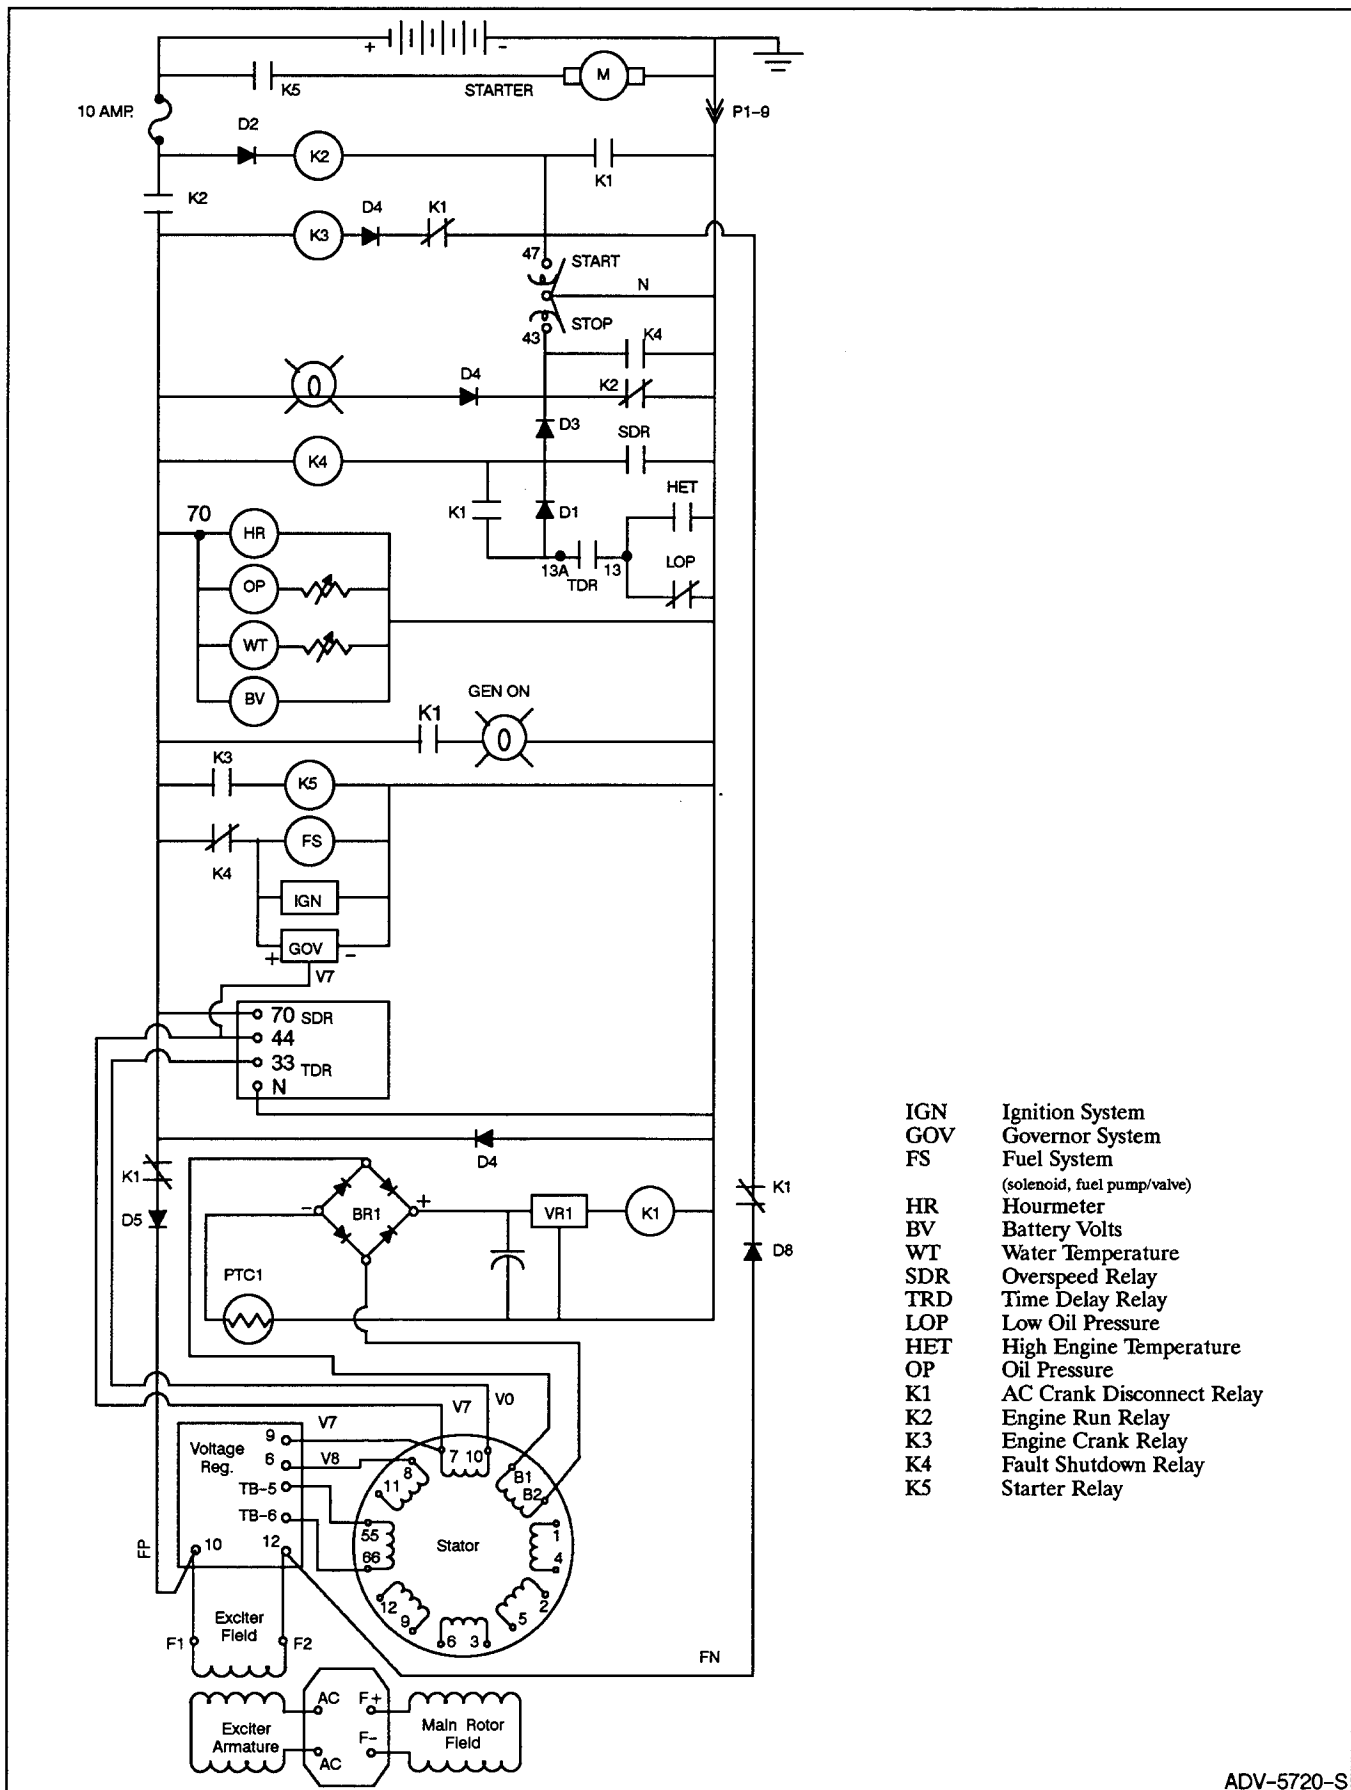 + -
K5
STARTER
M
10 AMP.
P1-9
D2
K2
K1
K2
K3
D4
K1
47
START
N
STOP
43
K4
D4
K2
D3
K4
SDR
K1
D1
HET
13A
TDR
13
LOP
70
HR
OP
WT
BV
K1
GEN ON
K3
K5
FS
K4
IGN
+ GOV -
V7
70 SDR
44
33 TDR
N
D4
K1
D5
- BR1 +
VR1
K1
K1
D8
PTC1
V7
V0
V7
Voltage
Reg.
9
6
V8
TB-5
TB-6
10
12
FP
7 10
8
11
B1
B2
55
66
Stator
1
4
12
9
2
5
6 3
Exciter
Field
F1
F2
FN
AC
F+
Exciter
Armature
F-
AC
Main Rotor
Field
IGN Ignition System
GOV Governor System
FS Fuel System
(solenoid, fuel pump/valve)
HR Hourmeter
BV Battery Volts
WT Water Temperature
SDR Overspeed Relay
TRD Time Delay Relay
LOP Low Oil Pressure
HET High Engine Temperature
OP Oil Pressure
K1 AC Crank Disconnect Relay
K2 Engine Run Relay
K3 Engine Crank Relay
K4 Fault Shutdown Relay
K5 Starter Relay
ADV-5720-S